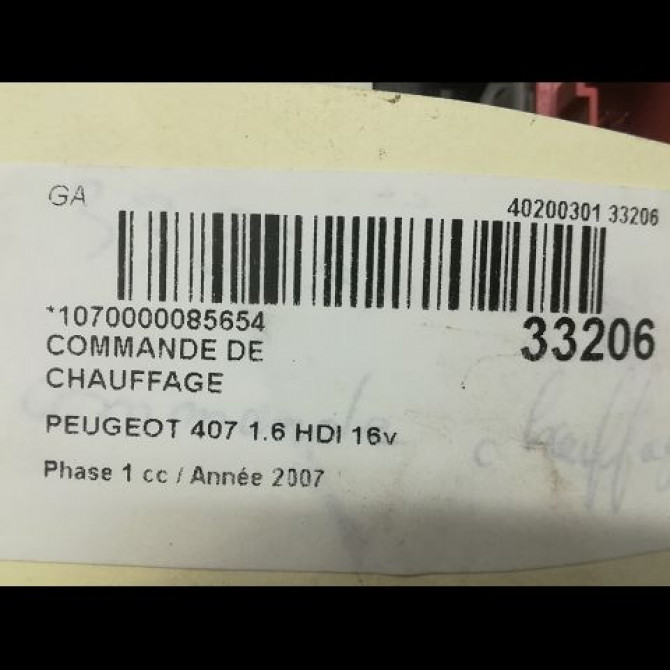 GA
40200301 33206
*1070000085654
33206
COMMANDE DE
CHAUFFAGE
PEUGEOT 407 1.6 HDI 16v
Phase 1 cc / Année 2007